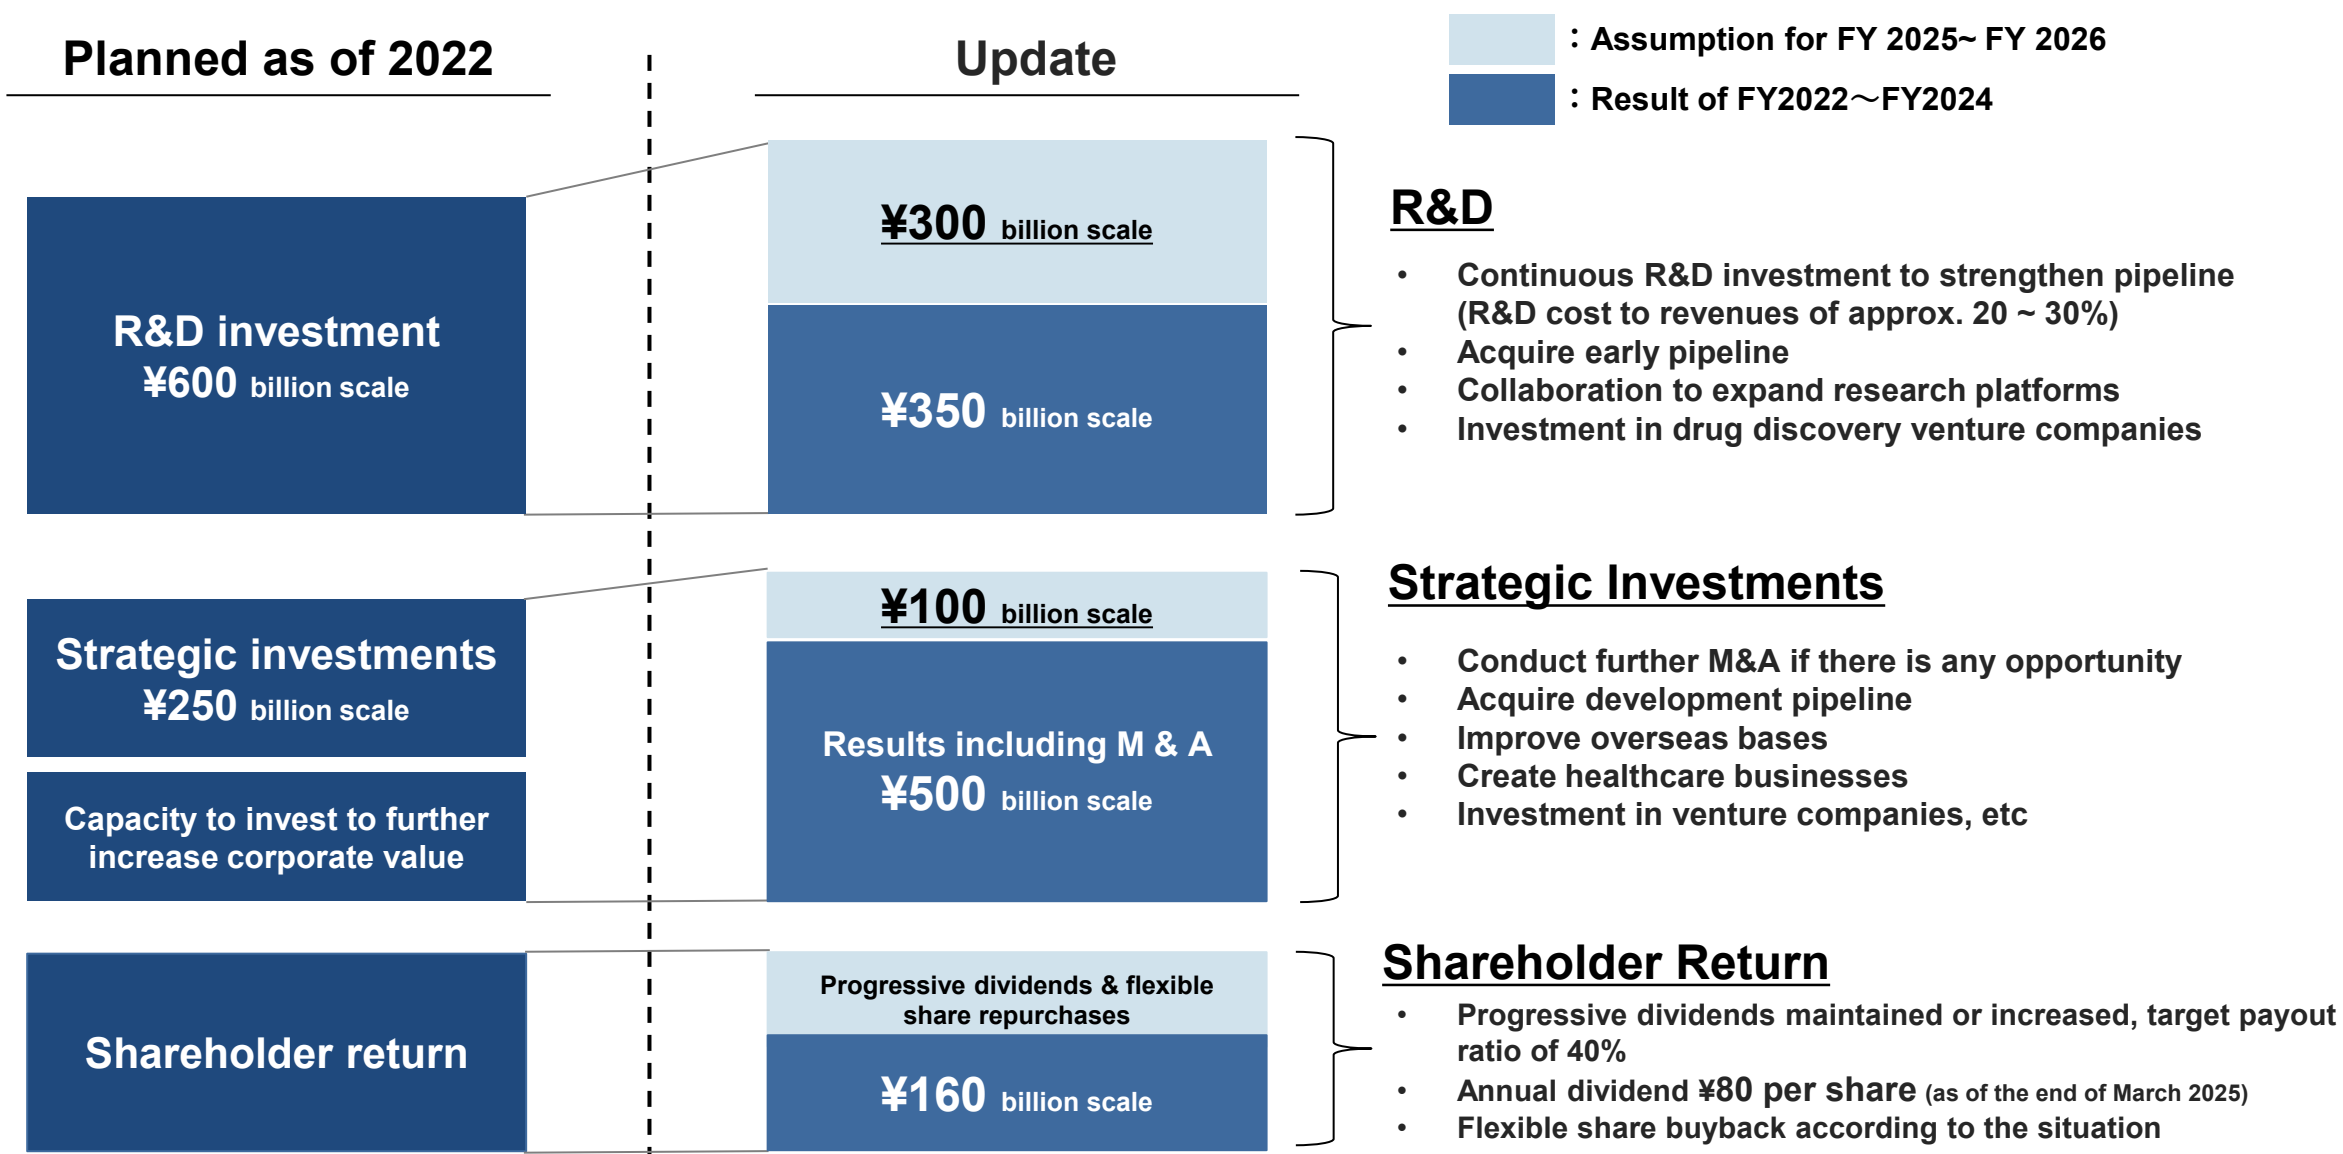 Planned as of 2022
Update
：Assumption for FY 2025~ FY 2026
：Result of FY2022～FY2024
R&D investment
¥600 billion scale
¥300 billion scale
¥350 billion scale
R&D
• Continuous R&D investment to strengthen pipeline
(R&D cost to revenues of approx. 20 ~ 30%)
• Acquire early pipeline
• Collaboration to expand research platforms
• Investment in drug discovery venture companies
Strategic investments
¥250 billion scale
Capacity to invest to further
increase corporate value
¥100 billion scale
Results including M & A
¥500 billion scale
Strategic Investments
• Conduct further M&A if there is any opportunity
• Acquire development pipeline
• Improve overseas bases
• Create healthcare businesses
• Investment in venture companies, etc
Shareholder return
Progressive dividends & flexible
share repurchases
¥160 billion scale
Shareholder Return
• Progressive dividends maintained or increased, target payout
ratio of 40%
• Annual dividend ¥80 per share (as of the end of March 2025)
• Flexible share buyback according to the situation